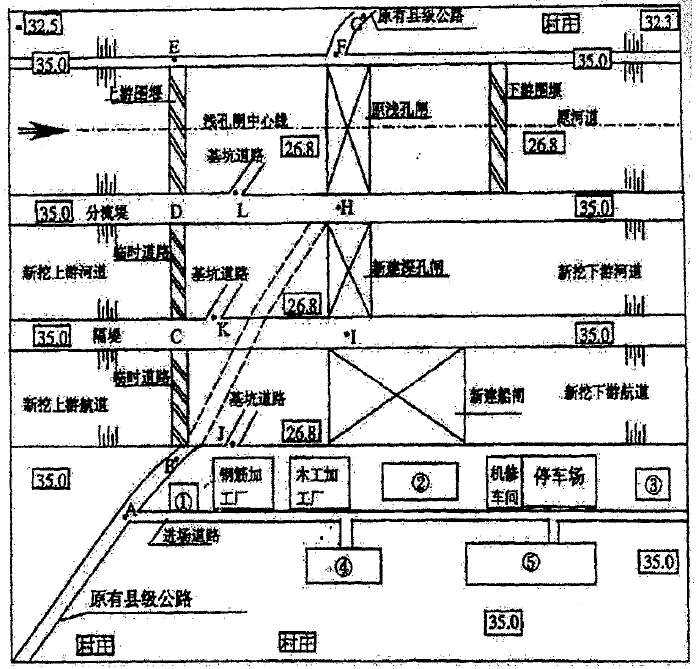 32.5
G
原有县级公路
村庄
32.3
E
F
35.0
35.0
上游围堰
原浅孔闸
下游围堰
浅孔闸中心线
原河道
26.8
26.8
基坑道路
35.0
分流堤
D
L
H
35.0
临时道路
新挖上游河道
基坑道路
新建深孔闸
新挖下游河道
26.8
35.0
隔堤
C
K
I
35.0
临时道路
新挖上游航道
基坑道路
新建船闸
新挖下游航道
J
26.8
B
35.0
钢筋加
工厂
木工加
工厂
②
机修
车间
停车场
③
①
A
进场道路
④
⑤
35.0
原有县级公路
35.0
村庄
村庄